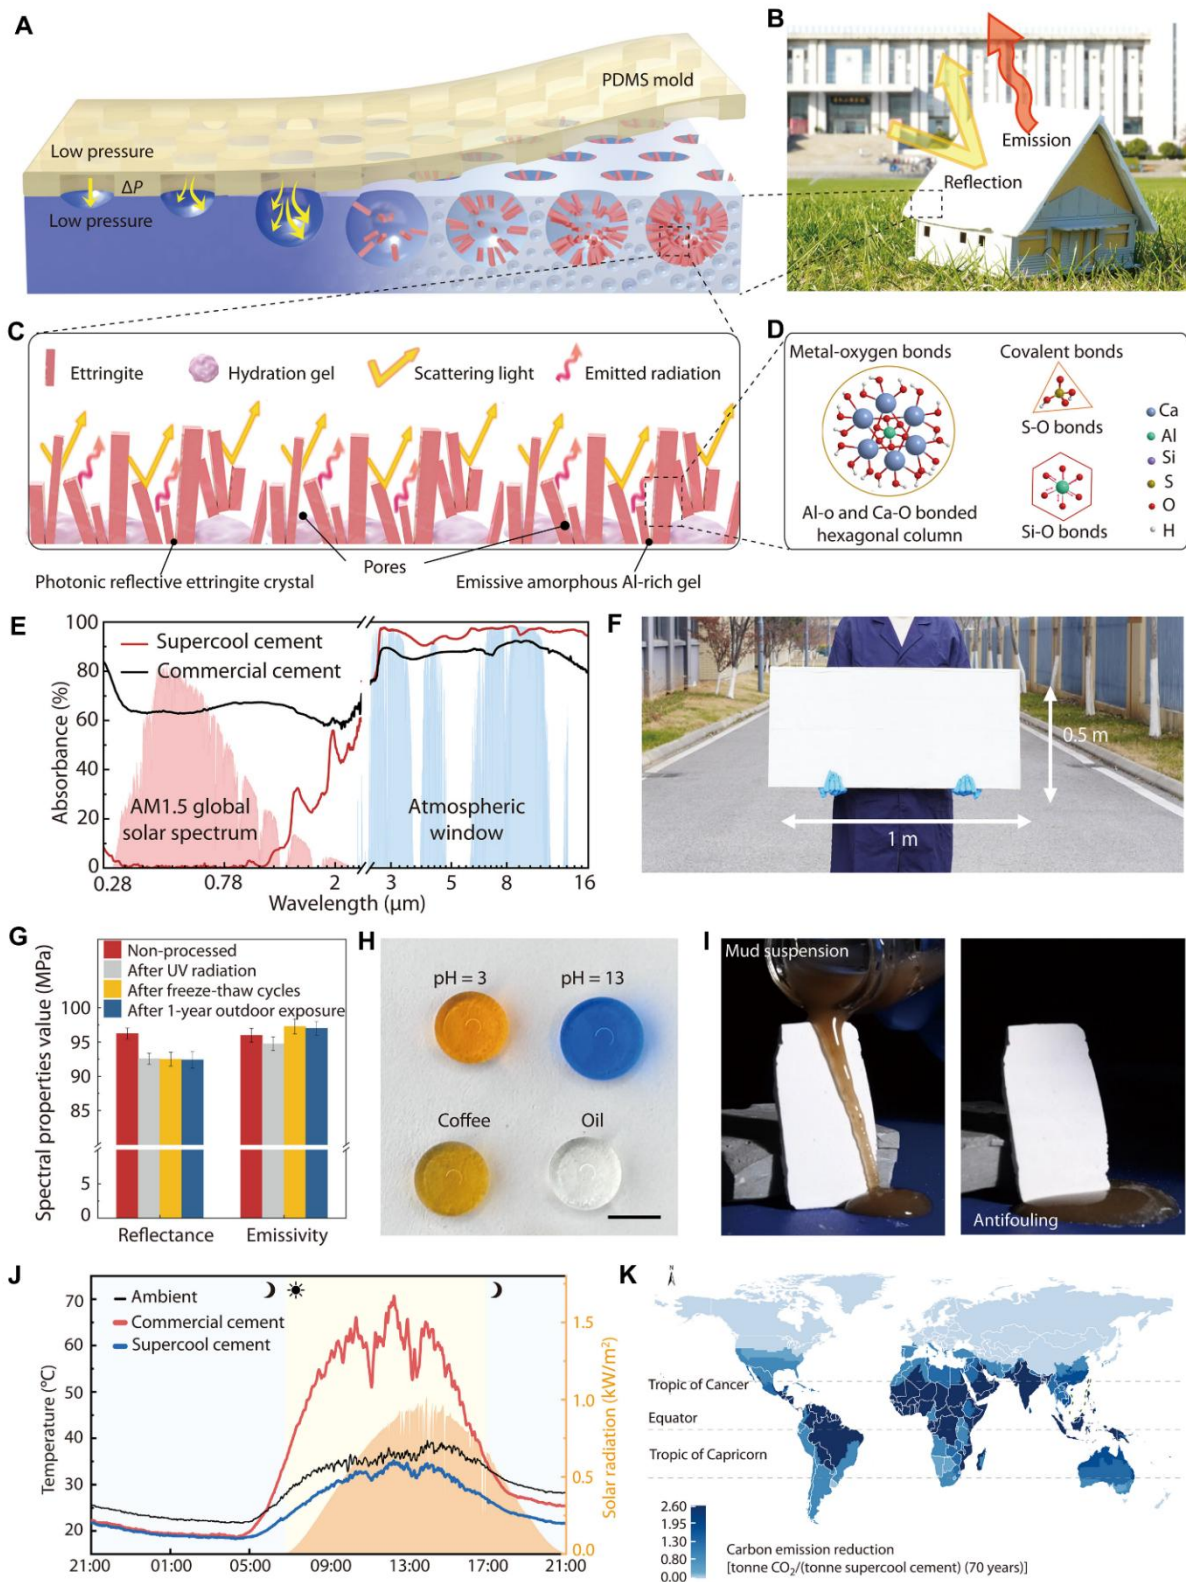 A
PDMS mold
Low pressure
ΔP
Low pressure
B
Emission
Reflection
C
Ettringite
Hydration gel
Scattering light
Emitted radiation
Photonic reflective ettringite crystal
Pores
Emissive amorphous Al-rich gel
D
Metal-oxygen bonds
Covalent bonds
S-O bonds
Al-o and Ca-O bonded
hexagonal column
Si-O bonds
Ca
Al
Si
S
O
H
E
Absorbance (%)
100
80
60
40
20
0
Supercool cement
Commercial cement
AM1.5 global
solar spectrum
Atmospheric
window
0.28
0.78
2
3
5
8
16
Wavelength (μm)
F
0.5 m
1 m
G
Spectral properties value (MPa)
Non-processed
After UV radiation
After freeze-thaw cycles
After 1-year outdoor exposure
100
95
90
85
5
0
Reflectance
Emissivity
H
pH = 3
pH = 13
Coffee
Oil
I
Mud suspension
Antifouling
J
Temperature (°C)
70
60
50
40
30
20
Ambient
Commercial cement
Supercool cement
1.5
1.0
0.5
0.0
Solar radiation (kW/m²)
21:00
01:00
05:00
09:00
13:00
17:00
21:00
K
N
Tropic of Cancer
Equator
Tropic of Capricorn
2.60
1.95
1.30
0.80
0.00
Carbon emission reduction
[tonne CO₂/(tonne supercool cement) (70 years)]